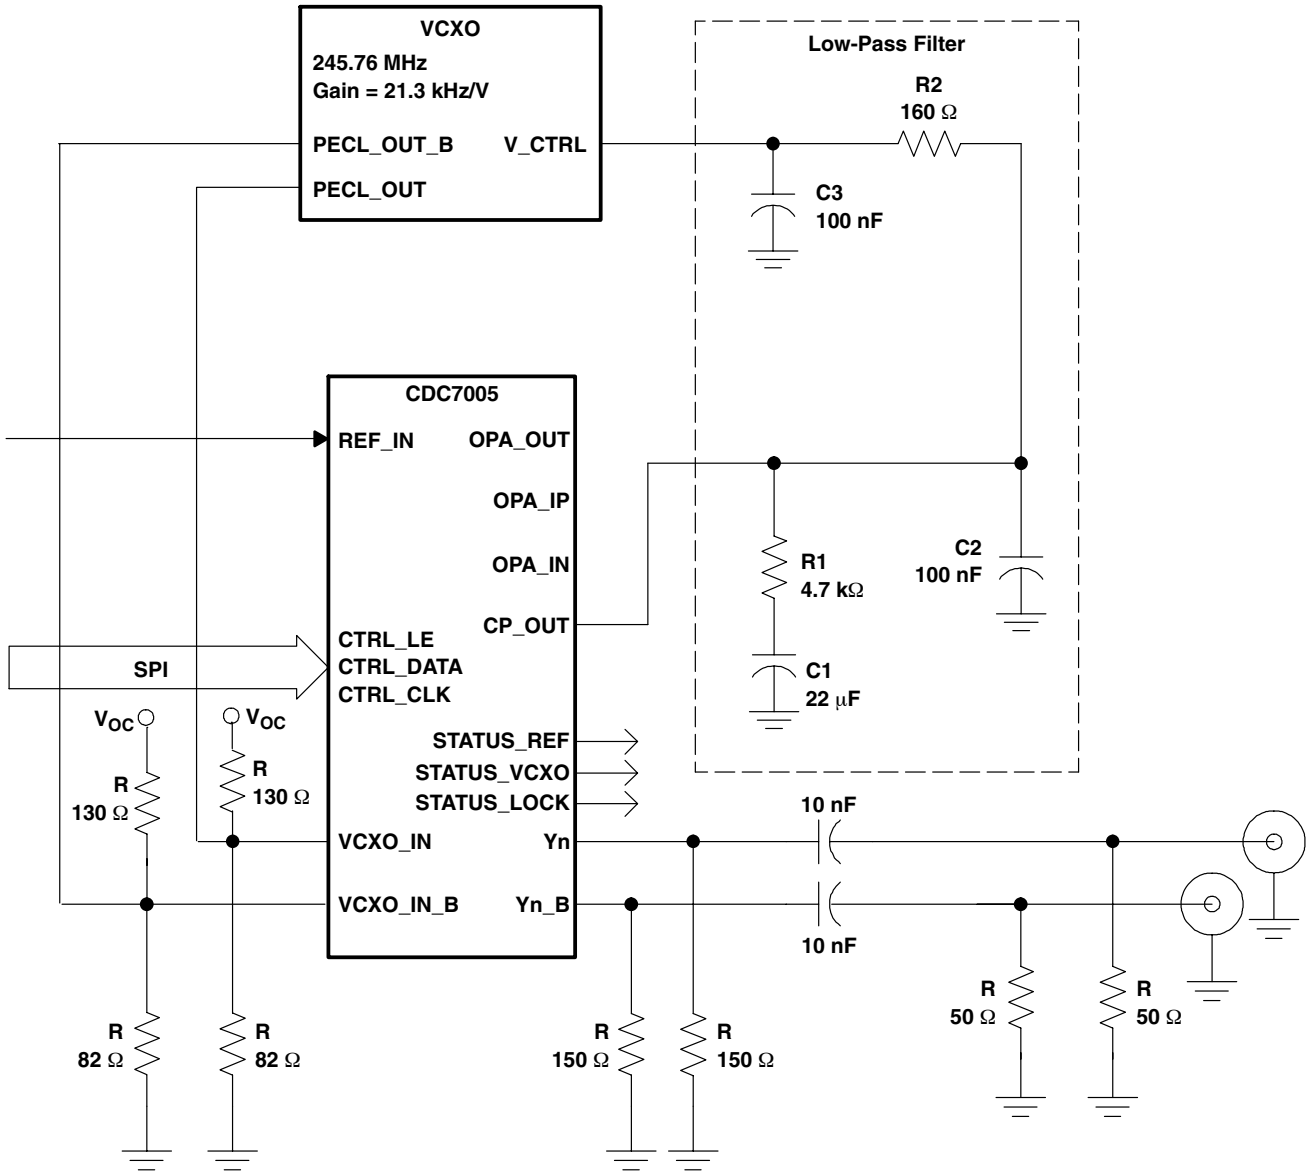 VCXO
245.76 MHz
Gain = 21.3 kHz/V
PECL_OUT_B
V_CTRL
PECL_OUT
Low-Pass Filter
R2
160 Ω
C3
100 nF
CDC7005
REF_IN
OPA_OUT
OPA_IP
OPA_IN
CP_OUT
R1
4.7 kΩ
C2
100 nF
C1
22 μF
SPI
CTRL_LE
CTRL_DATA
CTRL_CLK
VOC
VOC
R
130 Ω
R
130 Ω
STATUS_REF
STATUS_VCXO
STATUS_LOCK
VCXO_IN
Yn
VCXO_IN_B
Yn_B
10 nF
10 nF
R
82 Ω
R
82 Ω
R
150 Ω
R
150 Ω
R
50 Ω
R
50 Ω